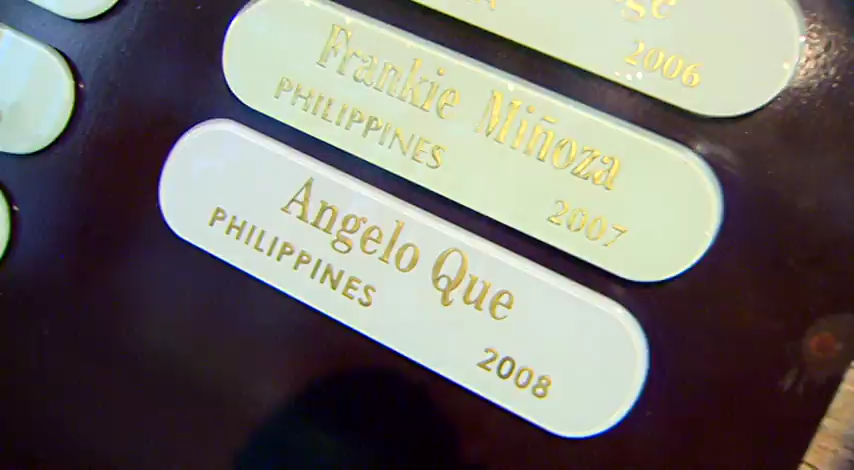 2006
Frankie Miñoza
PHILIPPINES
2007
Angelo Que
PHILIPPINES
2008